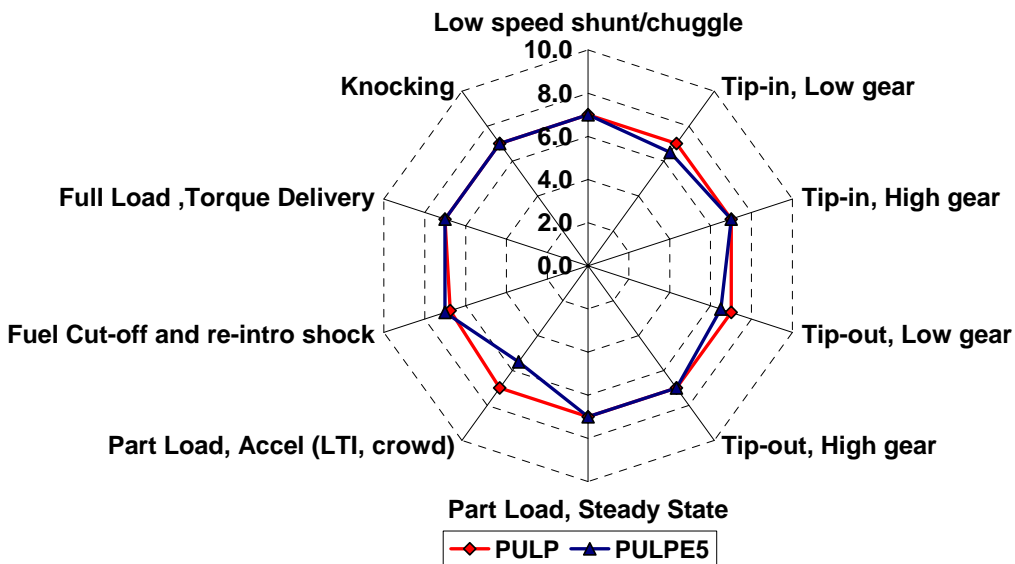 Low speed shunt/chuggle
10.0
Knocking
Tip-in, Low gear
8.0
6.0
Full Load ,Torque Delivery
4.0
Tip-in, High gear
2.0
0.0
Fuel Cut-off and re-intro shock
Tip-out, Low gear
Part Load, Accel (LTI, crowd)
Tip-out, High gear
Part Load, Steady State
PULP PULPE5